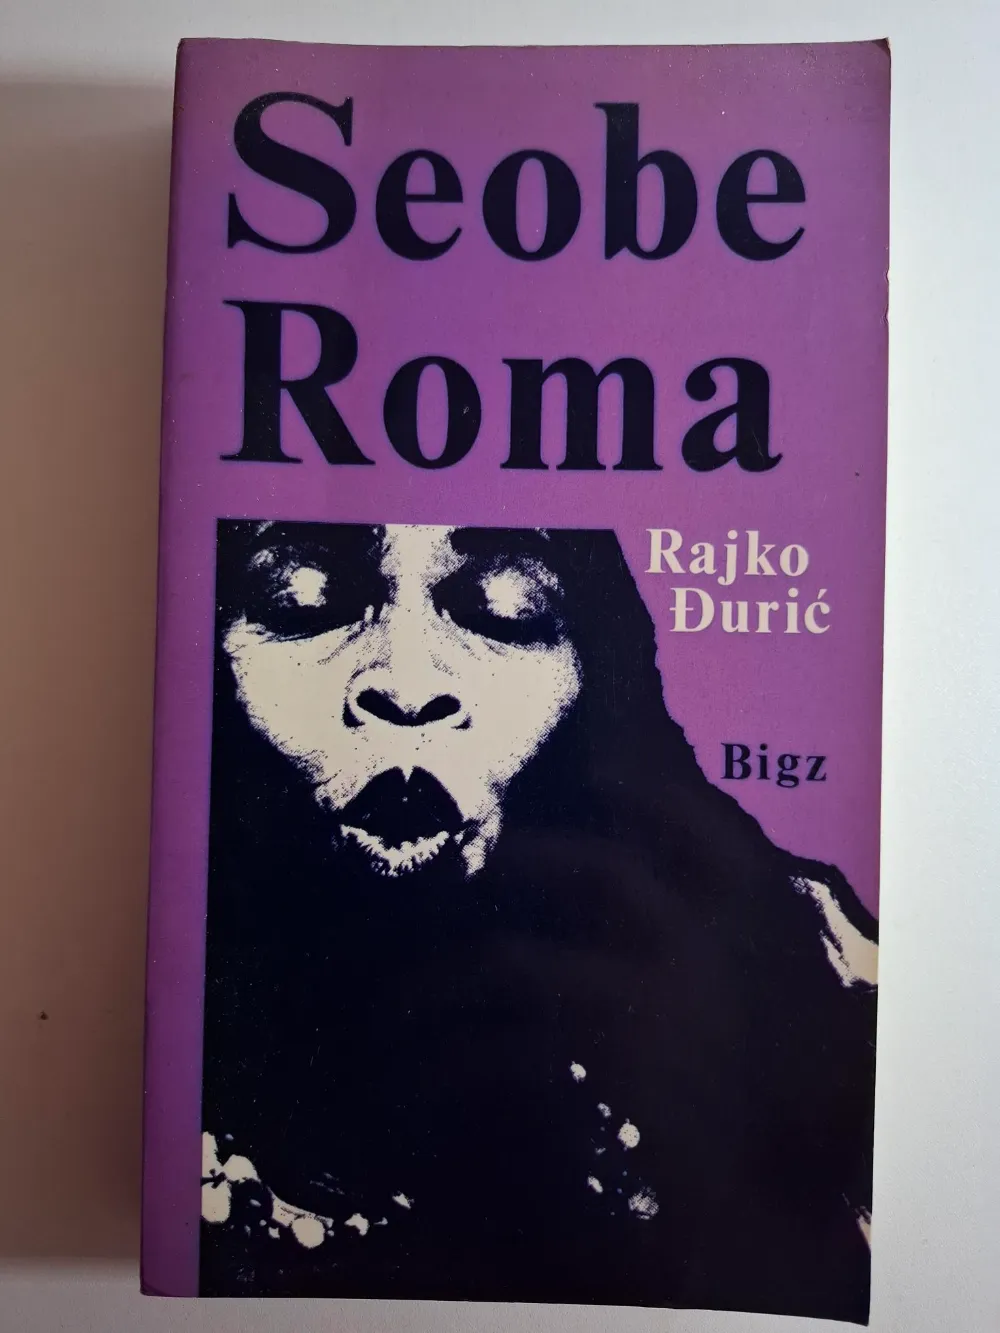 Seobe
Roma
Rajko
Đurić
Bigz